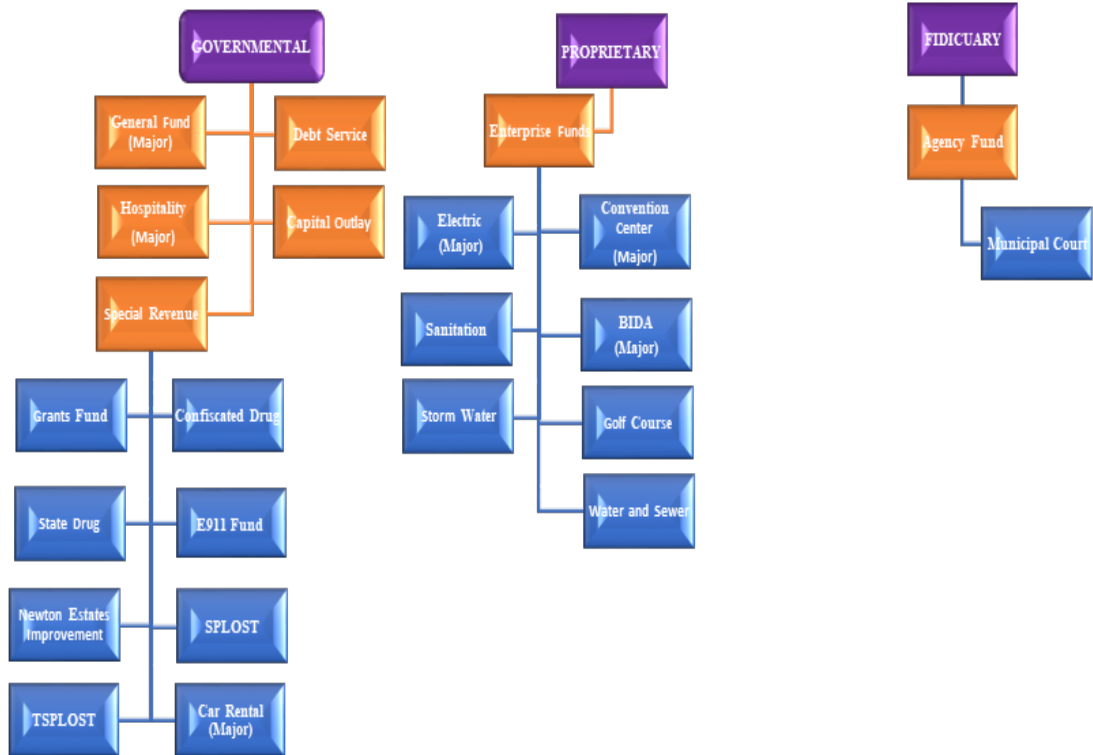 GOVERNMENTAL
General Fund
(Major)
Debt Service
Hospitality
(Major)
Capital Outlay
Special Revenue
Grants Fund
Confiscated Drug
State Drug
E911 Fund
Newton Estates
Improvement
SPLOST
TSPLOST
Car Rental
(Major)
PROPRIETARY
Enterprise Funds
Electric
(Major)
Convention
Center
(Major)
Sanitation
BIDA
(Major)
Storm Water
Golf Course
Water and Sewer
FIDICUARY
Agency Fund
Municipal Court